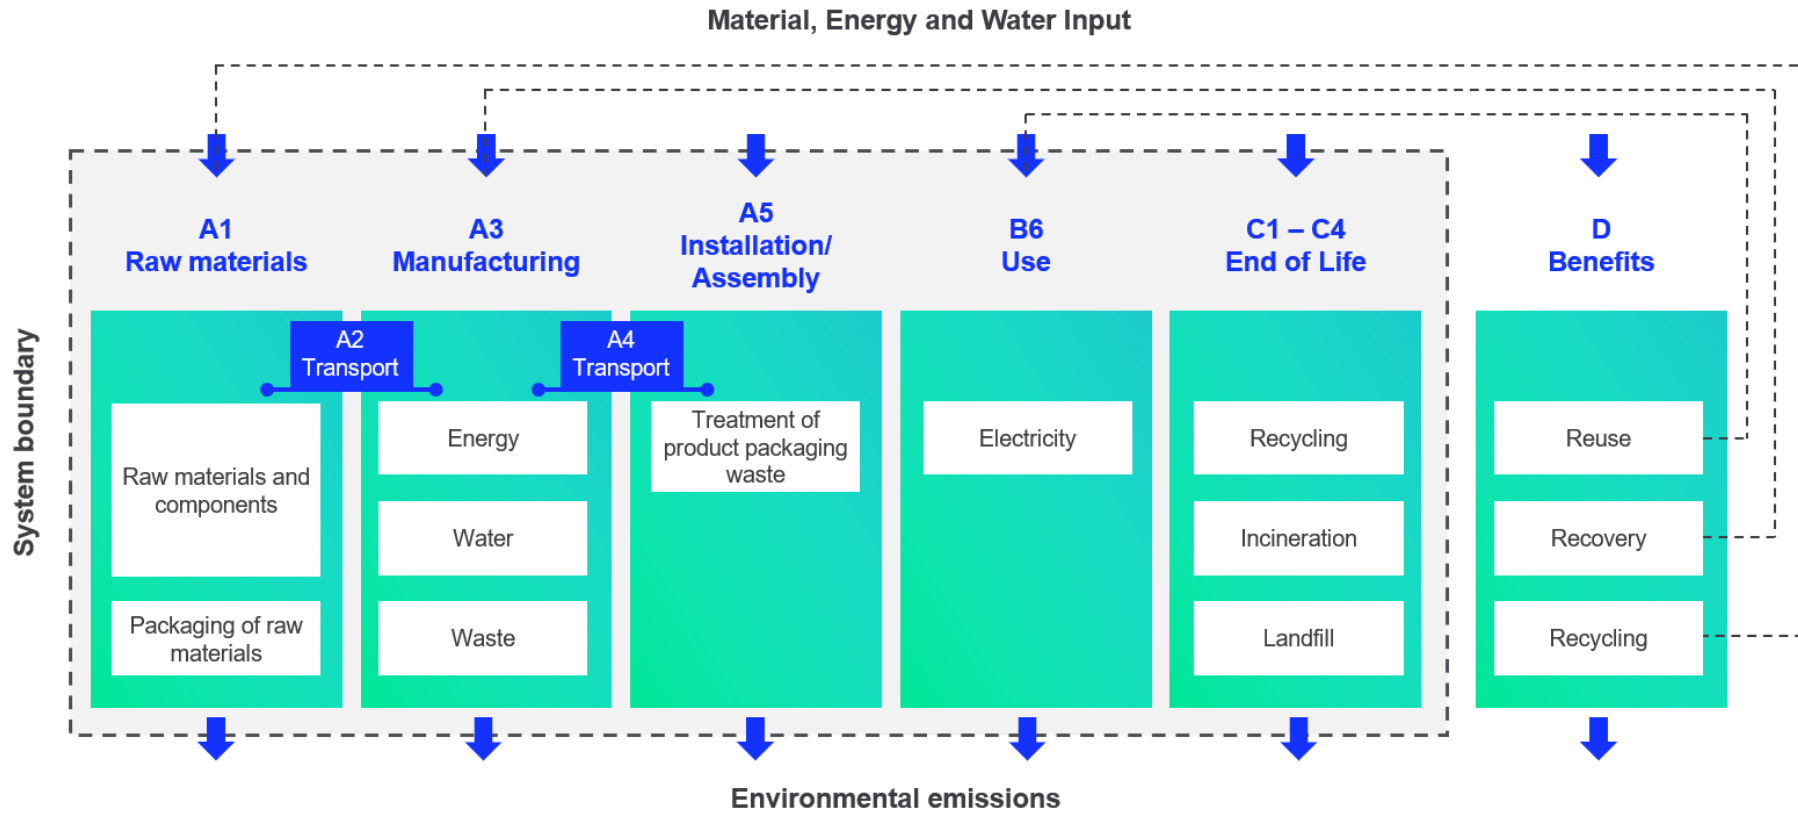 Material, Energy and Water Input
System boundary
A1
Raw materials
A3
Manufacturing
A5
Installation/
Assembly
B6
Use
C1 – C4
End of Life
D
Benefits
A2
Transport
A4
Transport
Raw materials and
components
Packaging of raw
materials
Energy
Water
Waste
Treatment of
product packaging
waste
Electricity
Recycling
Incineration
Landfill
Reuse
Recovery
Recycling
Environmental emissions